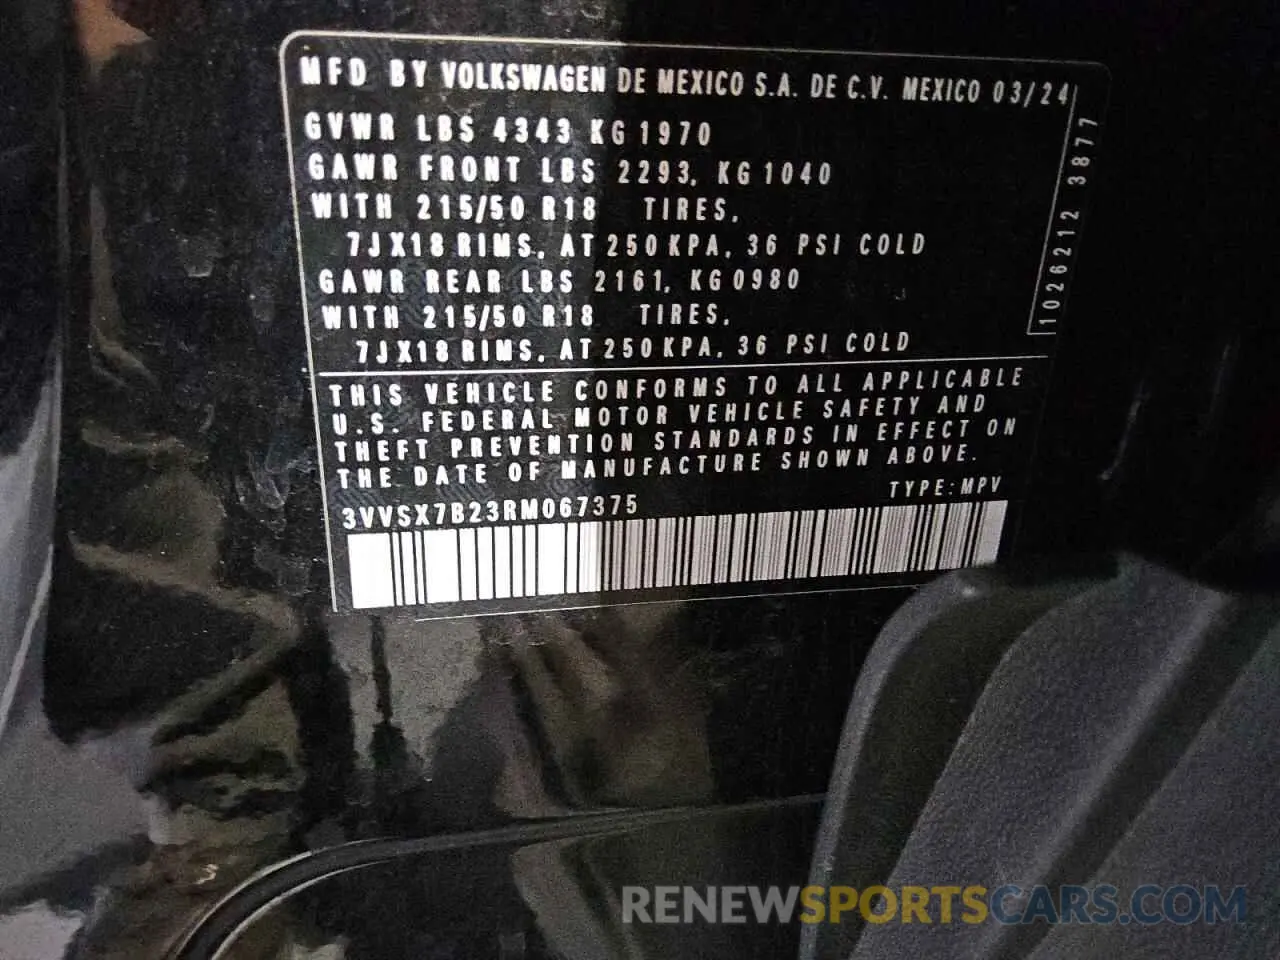 MFD BY VOLKSWAGEN DE MEXICO S.A. DE C.V. MEXICO 03/24
GVWR LBS 4343 KG 1970
GAWR FRONT LBS 2293, KG 1040
WITH 215/50 R18 TIRES,
7JX18 RIMS, AT 250 KPA, 36 PSI COLD
GAWR REAR LBS 2161, KG 0980
WITH 215/50 R18 TIRES,
7JX18 RIMS, AT 250 KPA, 36 PSI COLD
1026212 3877
THIS VEHICLE CONFORMS TO ALL APPLICABLE
U.S. FEDERAL MOTOR VEHICLE SAFETY AND
THEFT PREVENTION STANDARDS IN EFFECT ON
THE DATE OF MANUFACTURE SHOWN ABOVE.
3VVSX7B23RM067375 TYPE: MPV
RENEWSPORTSCARS.COM